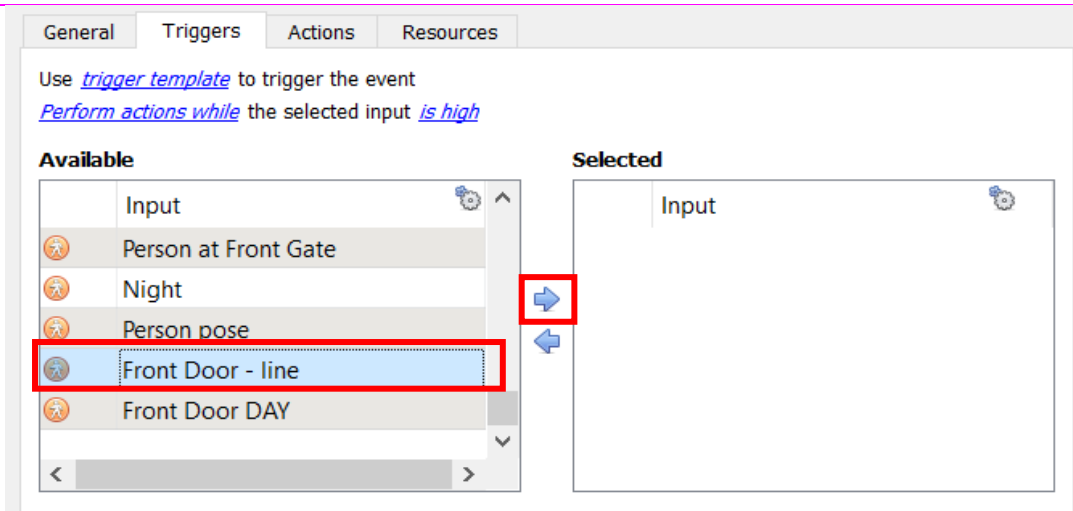 General Triggers Actions Resources
Use trigger template to trigger the event
Perform actions while the selected input is high
Available Selected
Input Input
Person at Front Gate
Night
Person pose
Front Door - line
Front Door DAY